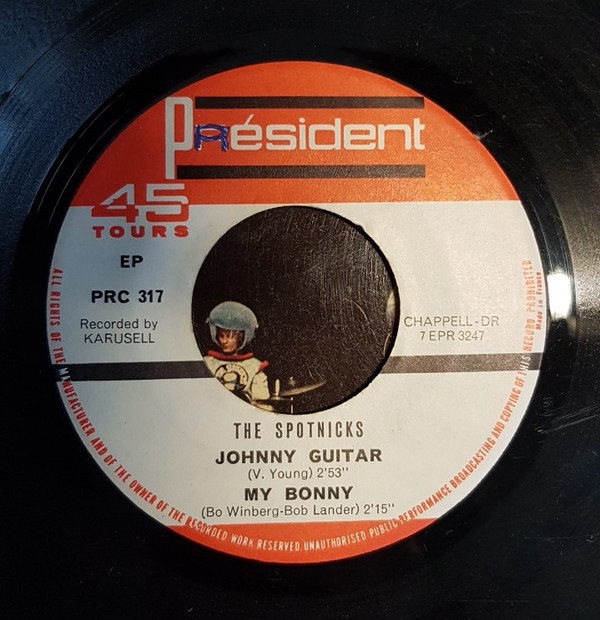 Président
45
TOURS
EP
PRC 317
Recorded by
KARUSELL
CHAPPELL-DR
7 EPR 3247
THE SPOTNICKS
JOHNNY GUITAR
(V. Young) 2'53''
MY BONNY
(Bo Winberg-Bob Lander) 2'15''
ALL RIGHTS OF THE MANUFACTURER AND OF THE OWNER OF THE RECORDED WORK RESERVED. UNAUTHORISED PUBLIC PERFORMANCE BROADCASTING AND COPYING OF THIS RECORD PROHIBITED
Made in France